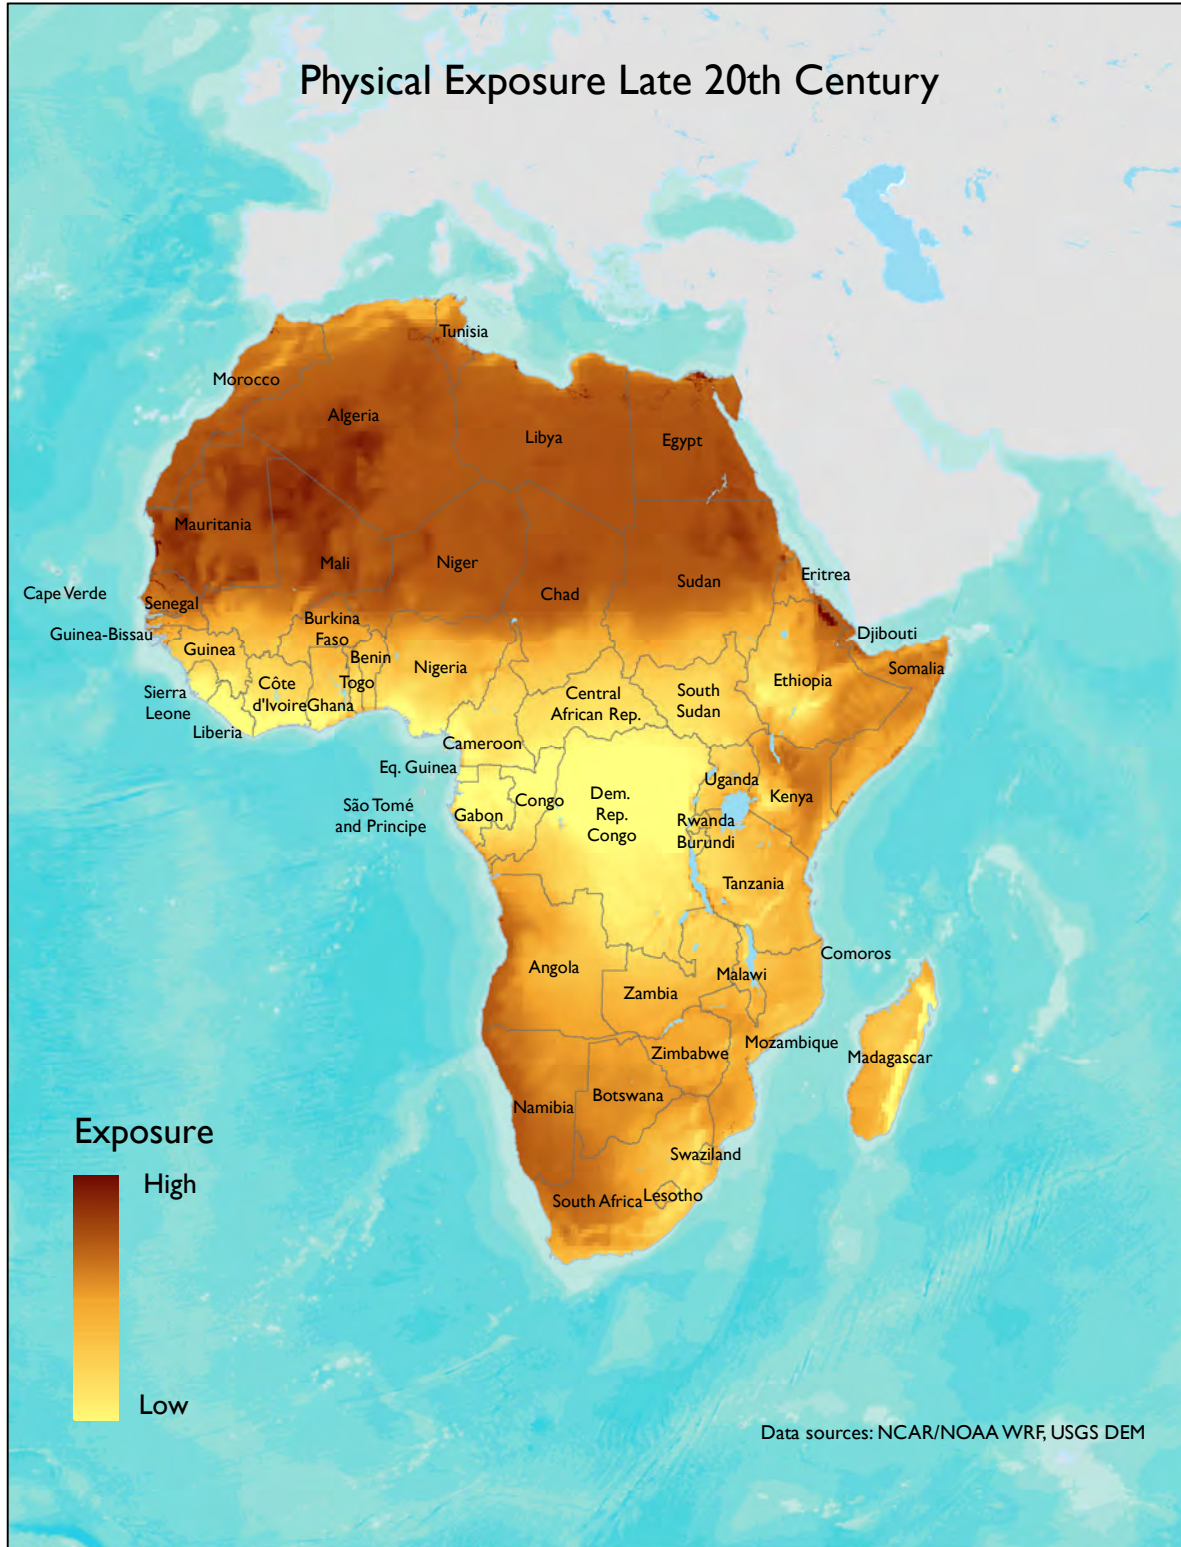 Physical Exposure Late 20th Century
Tunisia
Morocco
Algeria
Libya
Egypt
Mauritania
Mali
Niger
Chad
Sudan
Eritrea
Cape Verde
Senegal
Guinea-Bissau
Burkina
Faso
Djibouti
Guinea
Benin
Nigeria
Somalia
Togo
Ethiopia
Sierra
Leone
Côte
d'Ivoire
Ghana
Central
African Rep.
South
Sudan
Liberia
Cameroon
Eq. Guinea
Uganda
Kenya
São Tomé
and Principe
Gabon
Congo
Dem.
Rep.
Congo
Rwanda
Burundi
Tanzania
Comoros
Angola
Malawi
Zambia
Mozambique
Zimbabwe
Madagascar
Botswana
Namibia
Swaziland
South Africa
Lesotho
Exposure
High
Low
Data sources: NCAR/NOAA WRF, USGS DEM